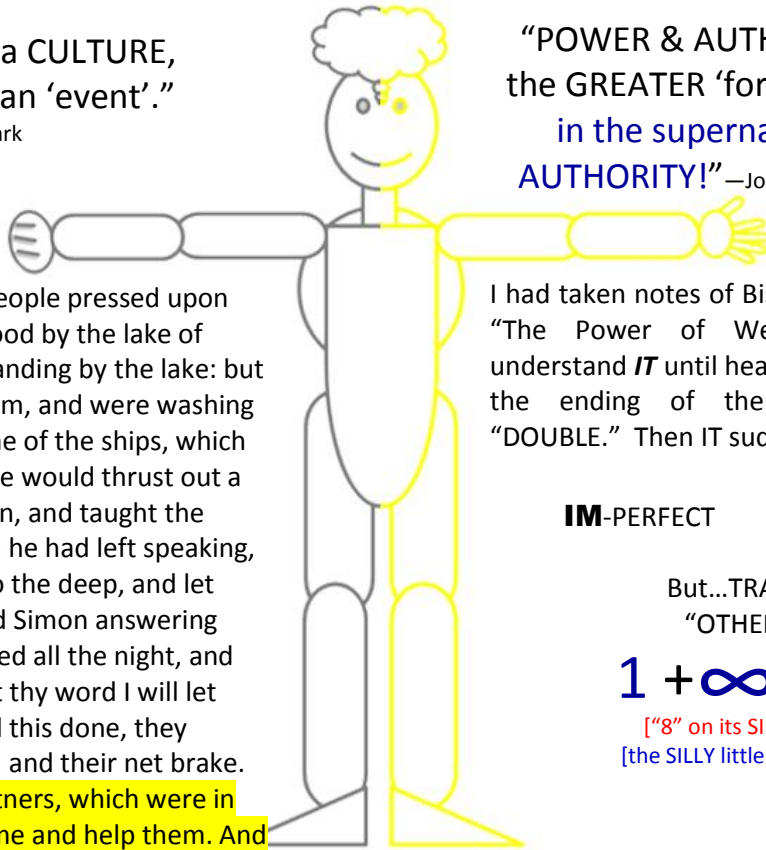 a CULTURE,
an ‘event’.”
ark
eople pressed upon
ood by the lake of
anding by the lake: but
m, and were washing
ne of the ships, which
e would thrust out a
n, and taught the
he had left speaking,
o the deep, and let
d Simon answering
ed all the night, and
t thy word I will let
d this done, they
and their net brake.
tners, which were in
me and help them. And
“POWER & AUTH
the GREATER ‘for
in the superna
AUTHORITY!”—Jo
I had taken notes of Bis
“The Power of We
understand IT until hea
the ending of the
“DOUBLE.” Then IT sud
IM-PERFECT
But…TRA
“OTHE
1 +∞
[“8” on its SI
[the SILLY little